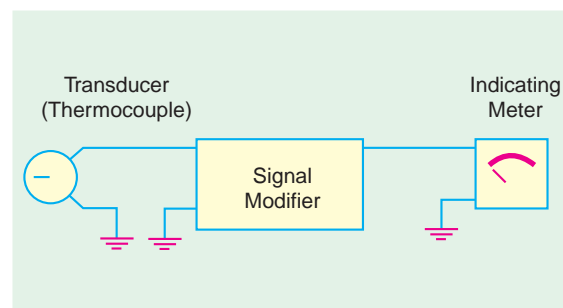 Transducer
(Thermocouple)
Indicating
Meter
Signal
Modifier